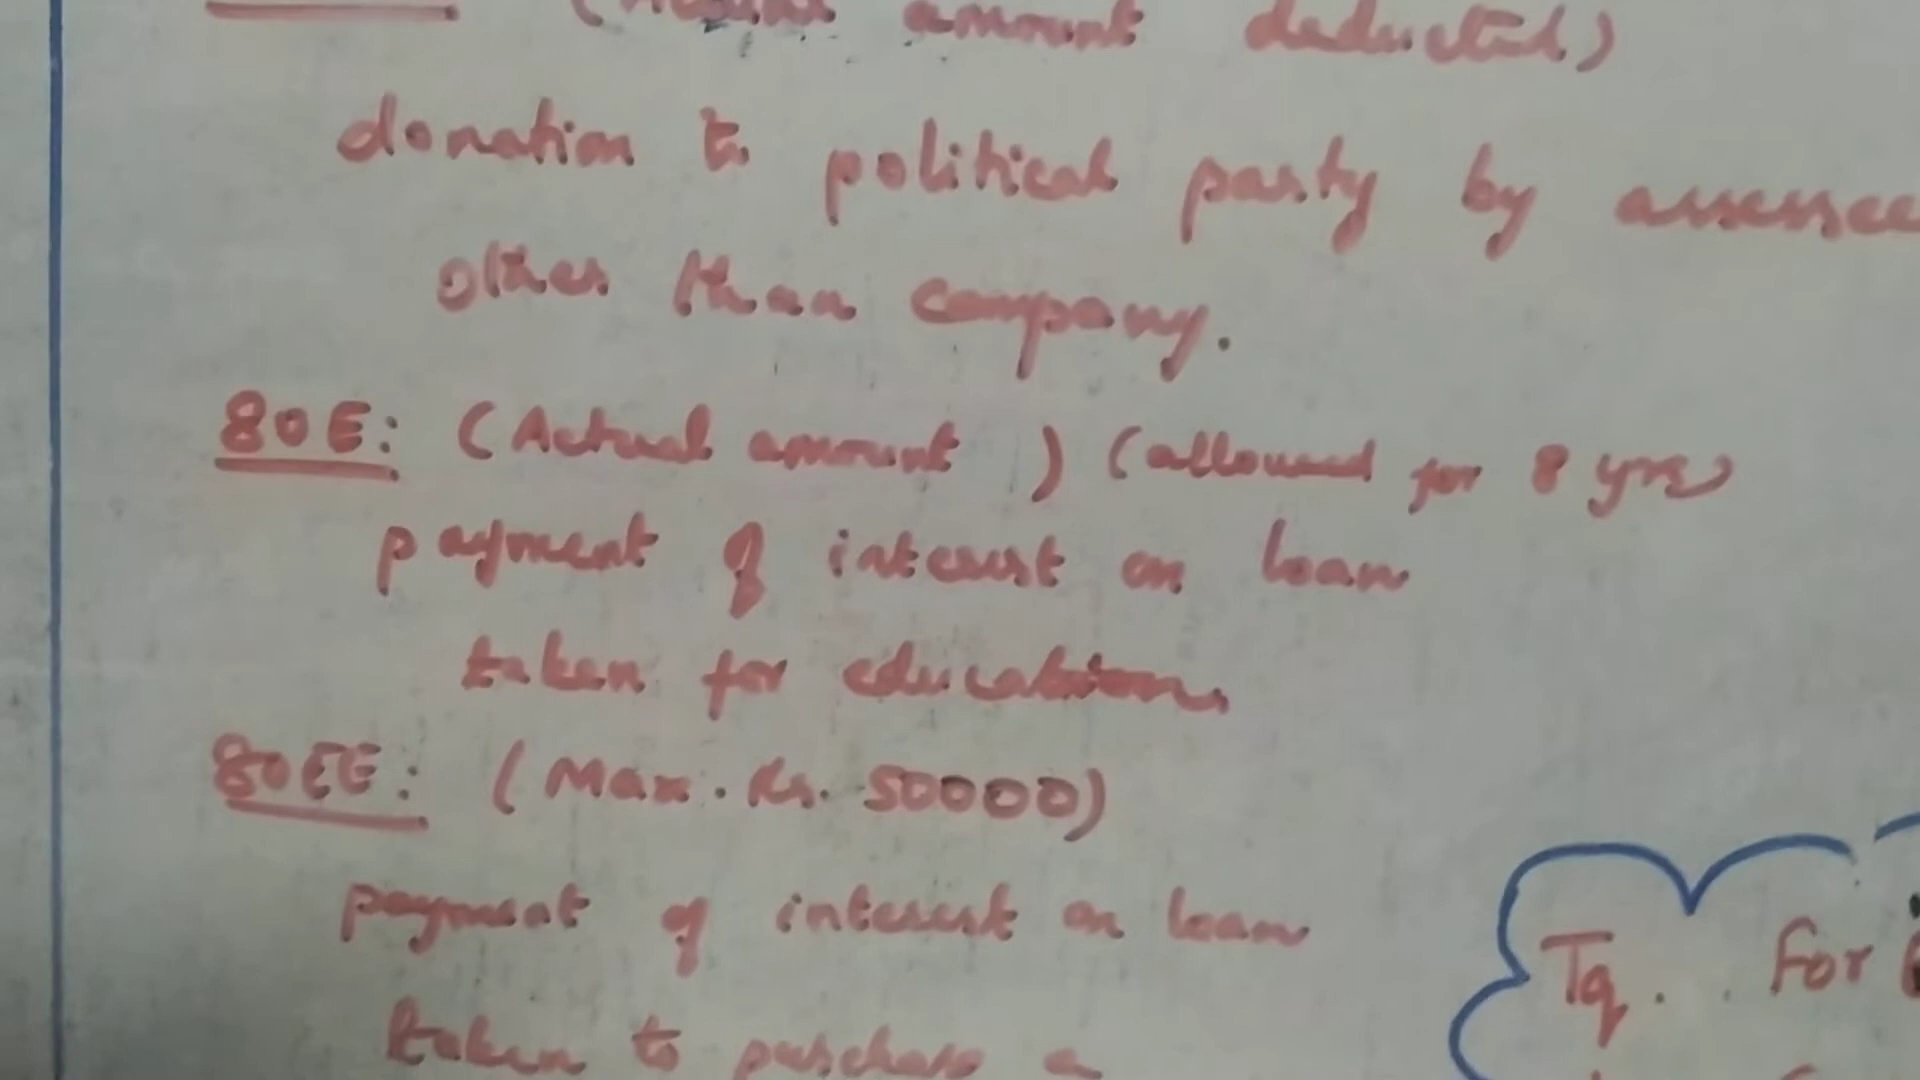 (Actual amount deducted)
donation to political party by assessee
other than company.
80E: (Actual amount ) (allowed for 8 yrs
payment of interest on loan
taken for education.
80EE: (Max. Rs. 50000)
payment of interest on loan
taken to purchase a
Tq. For